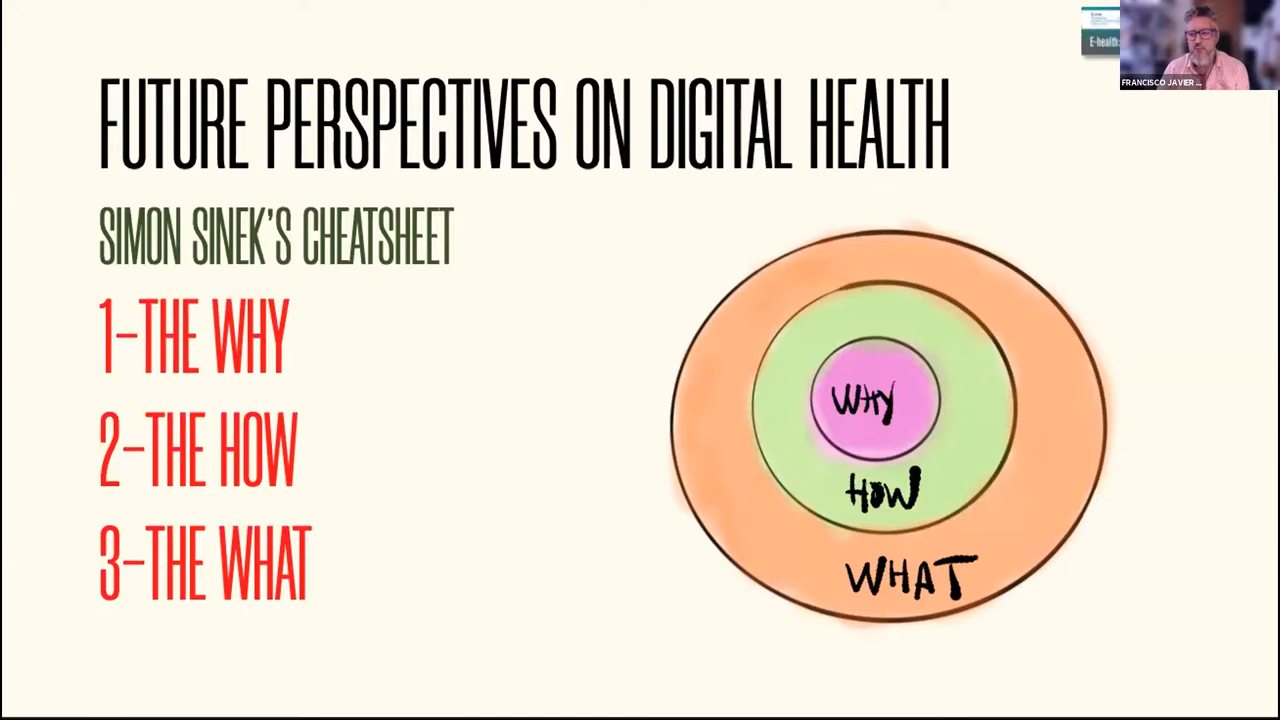 E-health
FRANCISCO JAVIER ...
FUTURE PERSPECTIVES ON DIGITAL HEALTH
SIMON SINEK'S CHEATSHEET
1-THE WHY
2-THE HOW
3-THE WHAT
WHY
HOW
WHAT